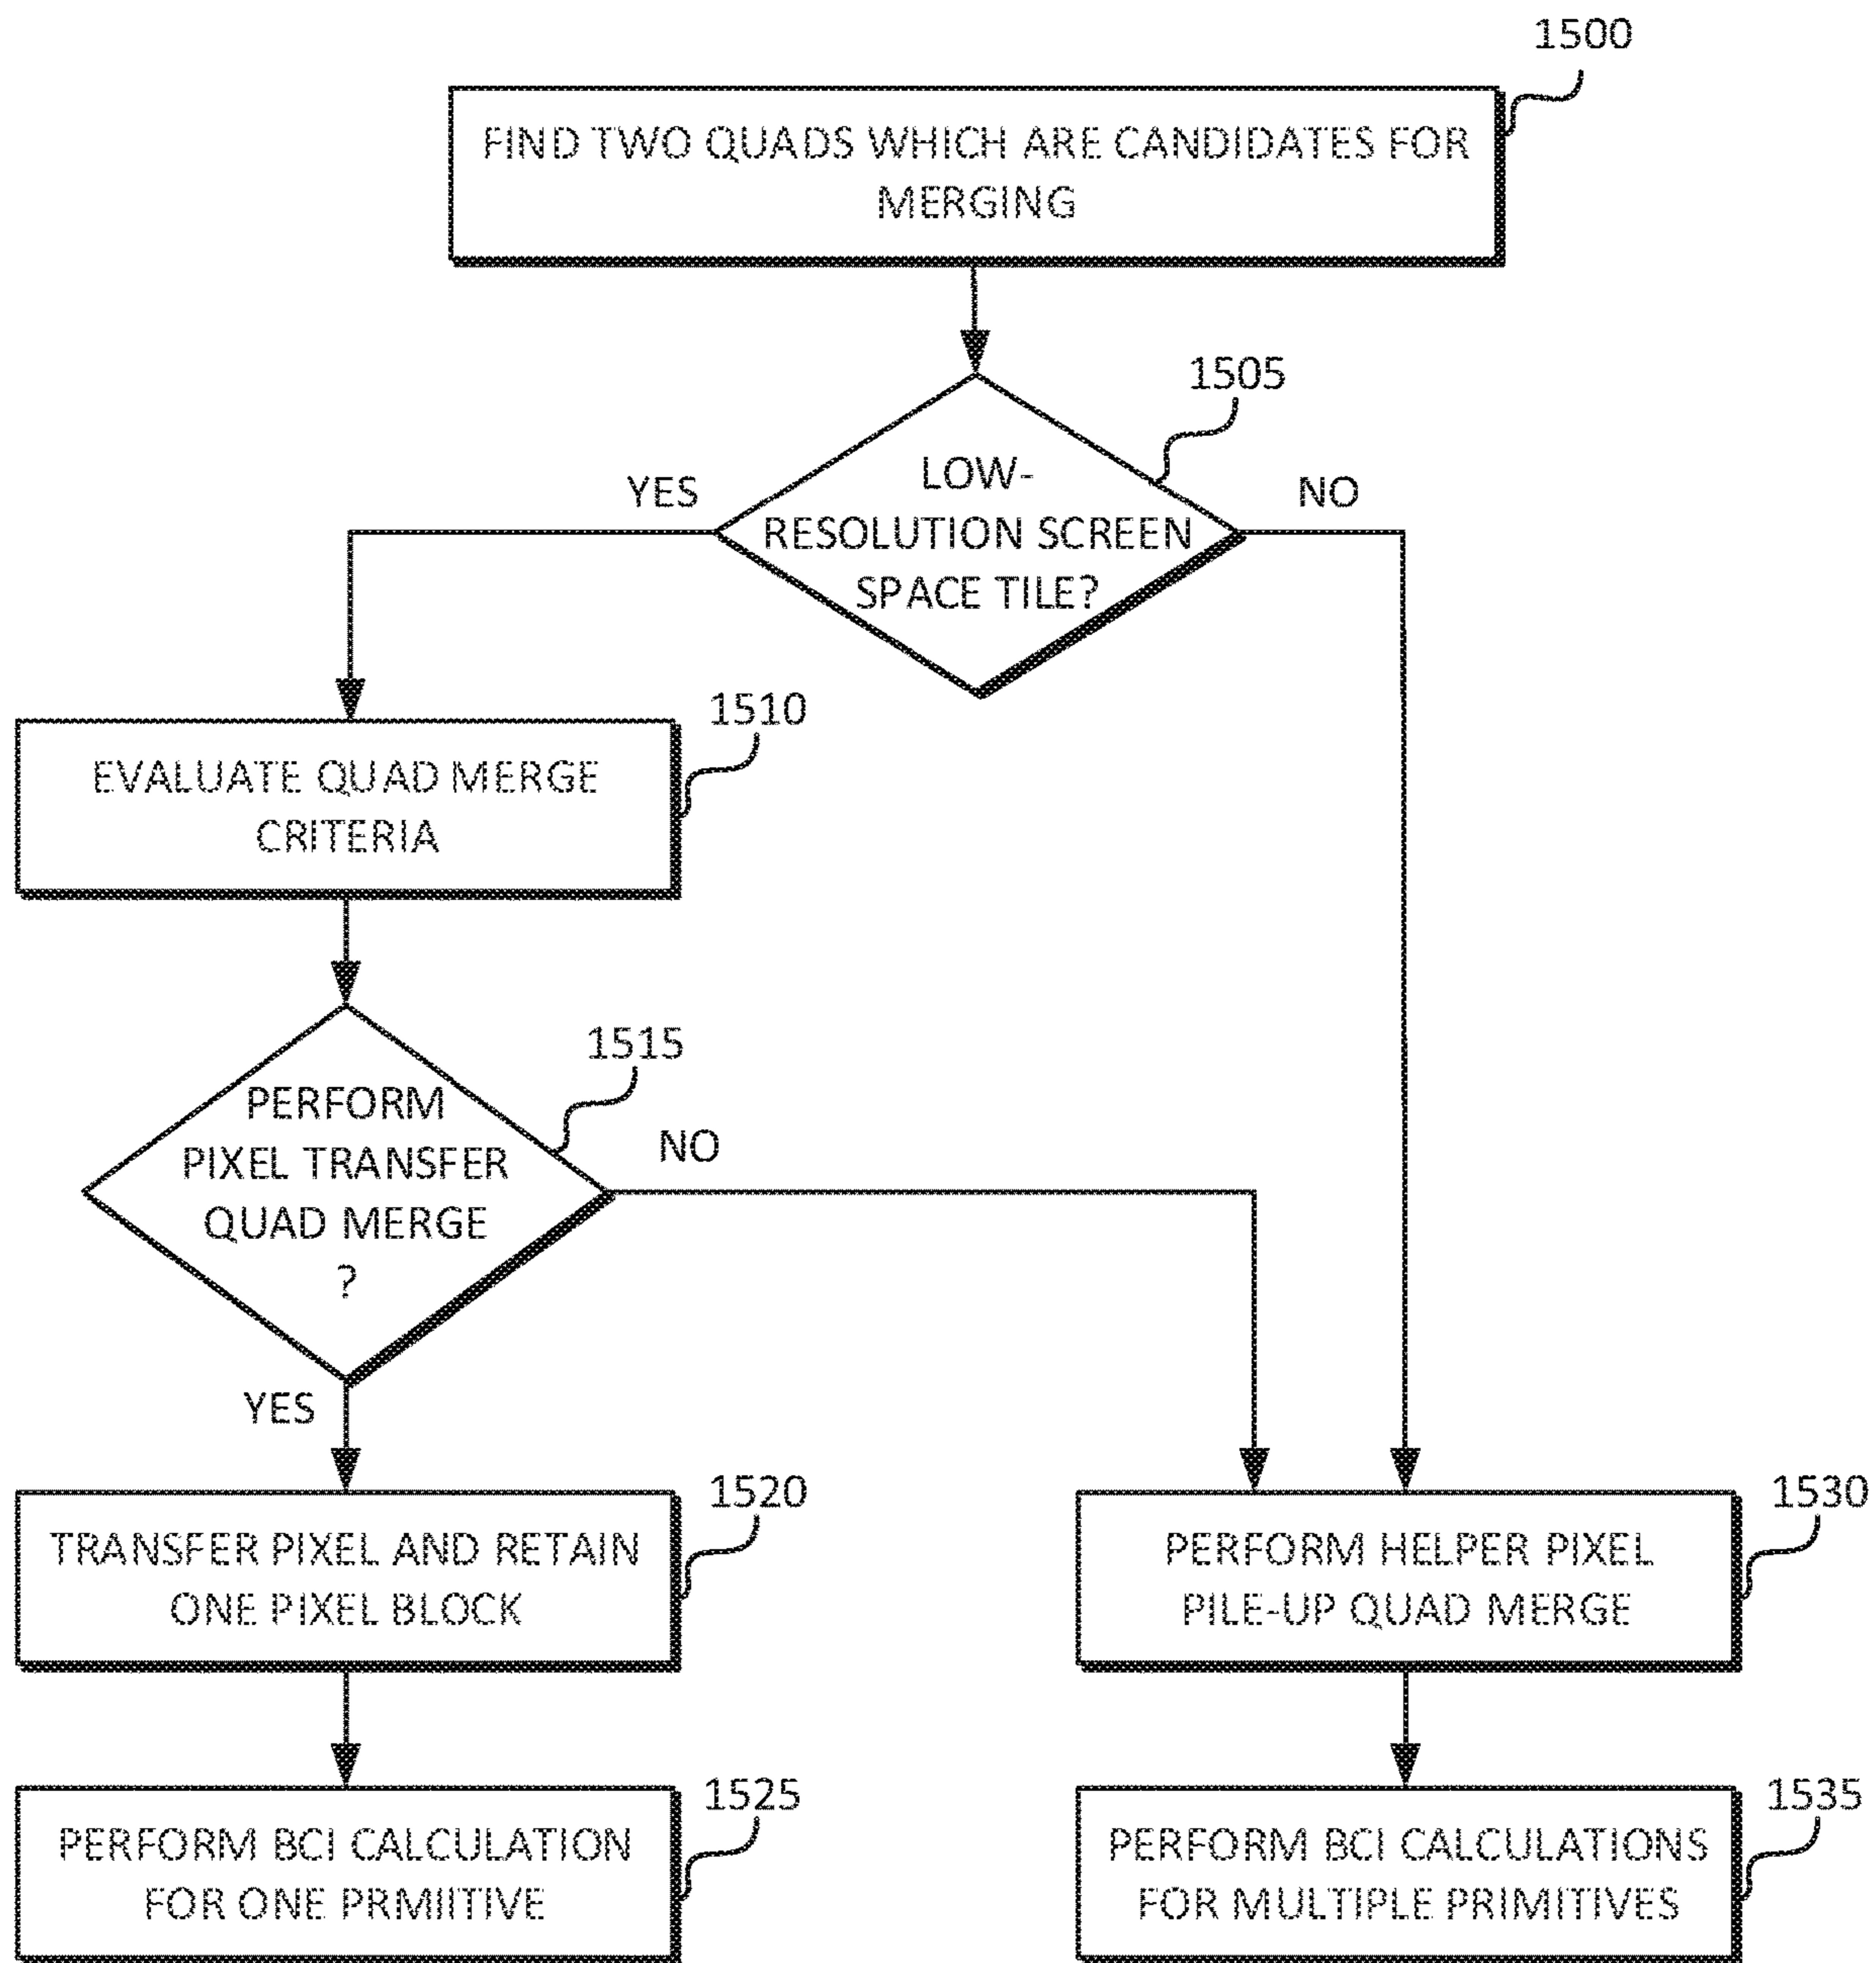 1500
FIND TWO QUADS WHICH ARE CANDIDATES FOR
MERGING
1505
LOW-
RESOLUTION SCREEN
SPACE TILE?
YES
NO
1510
EVALUATE QUAD MERGE
CRITERIA
1515
PERFORM
PIXEL TRANSFER
QUAD MERGE
?
NO
YES
1520
TRANSFER PIXEL AND RETAIN
ONE PIXEL BLOCK
1530
PERFORM HELPER PIXEL
PILE-UP QUAD MERGE
1525
PERFORM BCI CALCULATION
FOR ONE PRMIITIVE
1535
PERFORM BCI CALCULATIONS
FOR MULTIPLE PRIMITIVES